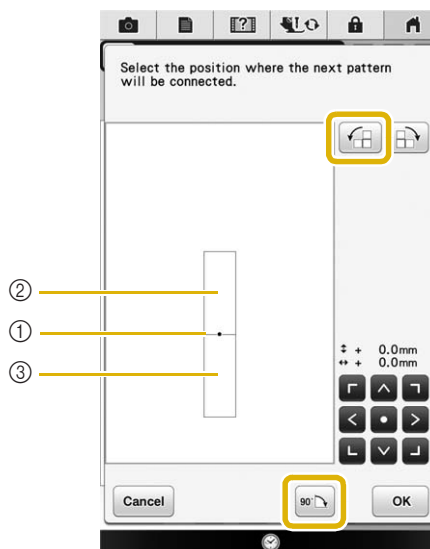 Select the position where the next pattern
will be connected.
②
①
③
+ 0.0mm
+ 0.0mm
Cancel
90°
OK